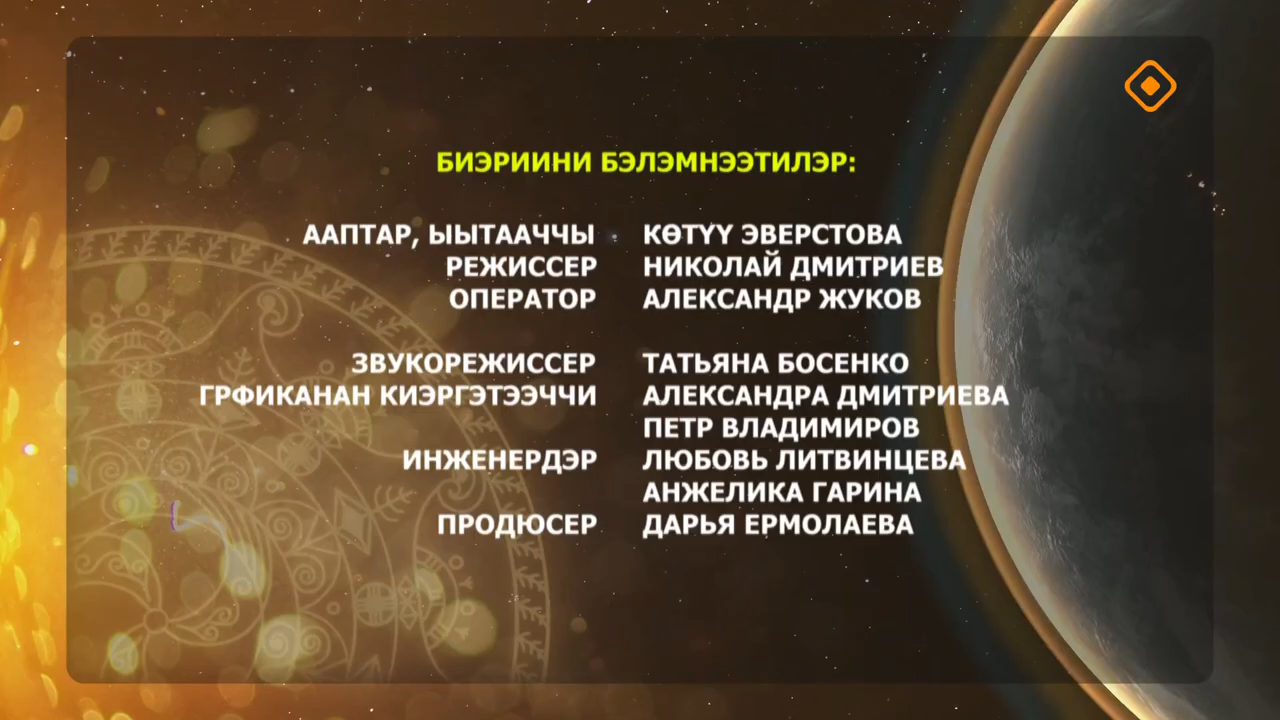 БИЭРИИНИ БЭЛЭМНЭЭТИЛЭР:
ААПТАР, ЫЫТААЧЧЫ КӨТҮҮ ЭВЕРСТОВА
РЕЖИССЕР НИКОЛАЙ ДМИТРИЕВ
ОПЕРАТОР АЛЕКСАНДР ЖУКОВ
ЗВУКОРЕЖИССЕР ТАТЬЯНА БОСЕНКО
ГРФИКАНАН КИЭРГЭТЭЭЧЧИ АЛЕКСАНДРА ДМИТРИЕВА
ПЕТР ВЛАДИМИРОВ
ИНЖЕНЕРДЭР ЛЮБОВЬ ЛИТВИНЦЕВА
АНЖЕЛИКА ГАРИНА
ПРОДЮСЕР ДАРЬЯ ЕРМОЛАЕВА